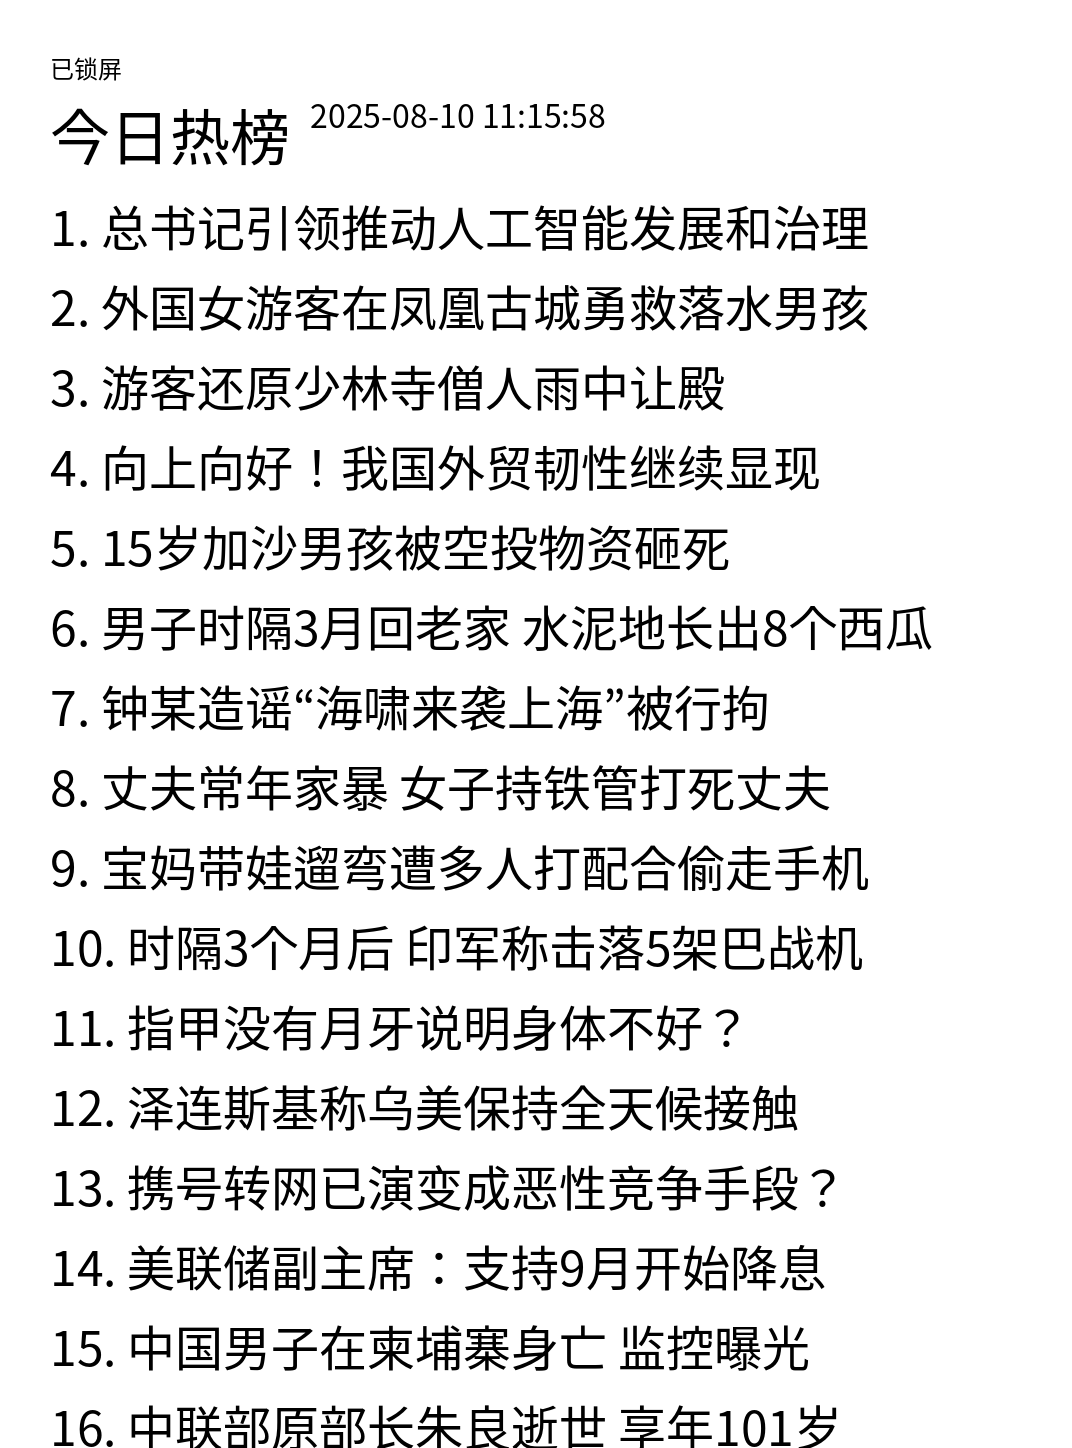 已锁屏
今日热榜 2025-08-10 11:15:58
1. 总书记引领推动人工智能发展和治理
2. 外国女游客在凤凰古城勇救落水男孩
3. 游客还原少林寺僧人雨中让殿
4. 向上向好！我国外贸韧性继续显现
5. 15岁加沙男孩被空投物资砸死
6. 男子时隔3月回老家 水泥地长出8个西瓜
7. 钟某造谣“海啸来袭上海”被行拘
8. 丈夫常年家暴 女子持铁管打死丈夫
9. 宝妈带娃遛弯遭多人打配合偷走手机
10. 时隔3个月后 印军称击落5架巴战机
11. 指甲没有月牙说明身体不好？
12. 泽连斯基称乌美保持全天候接触
13. 携号转网已演变成恶性竞争手段？
14. 美联储副主席：支持9月开始降息
15. 中国男子在柬埔寨身亡 监控曝光
16. 中联部原部长朱良逝世 享年101岁